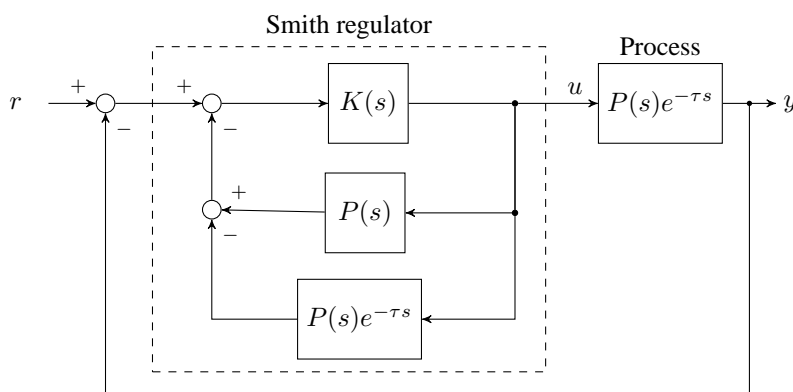 Smith regulator
Process
r
+
−
+
−
K(s)
u
P(s)e^{−τs}
y
+
−
P(s)
P(s)e^{−τs}